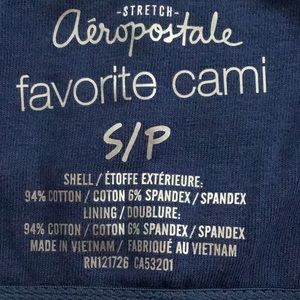 -STRETCH-
Aéropostale
favorite cami
S/P
SHELL / ÉTOFFE EXTÉRIEURE:
94% COTTON / COTON 6% SPANDEX / SPANDEX
LINING / DOUBLURE:
94% COTTON / COTON 6% SPANDEX / SPANDEX
MADE IN VIETNAM / FABRIQUÉ AU VIETNAM
RN121726 CA53201